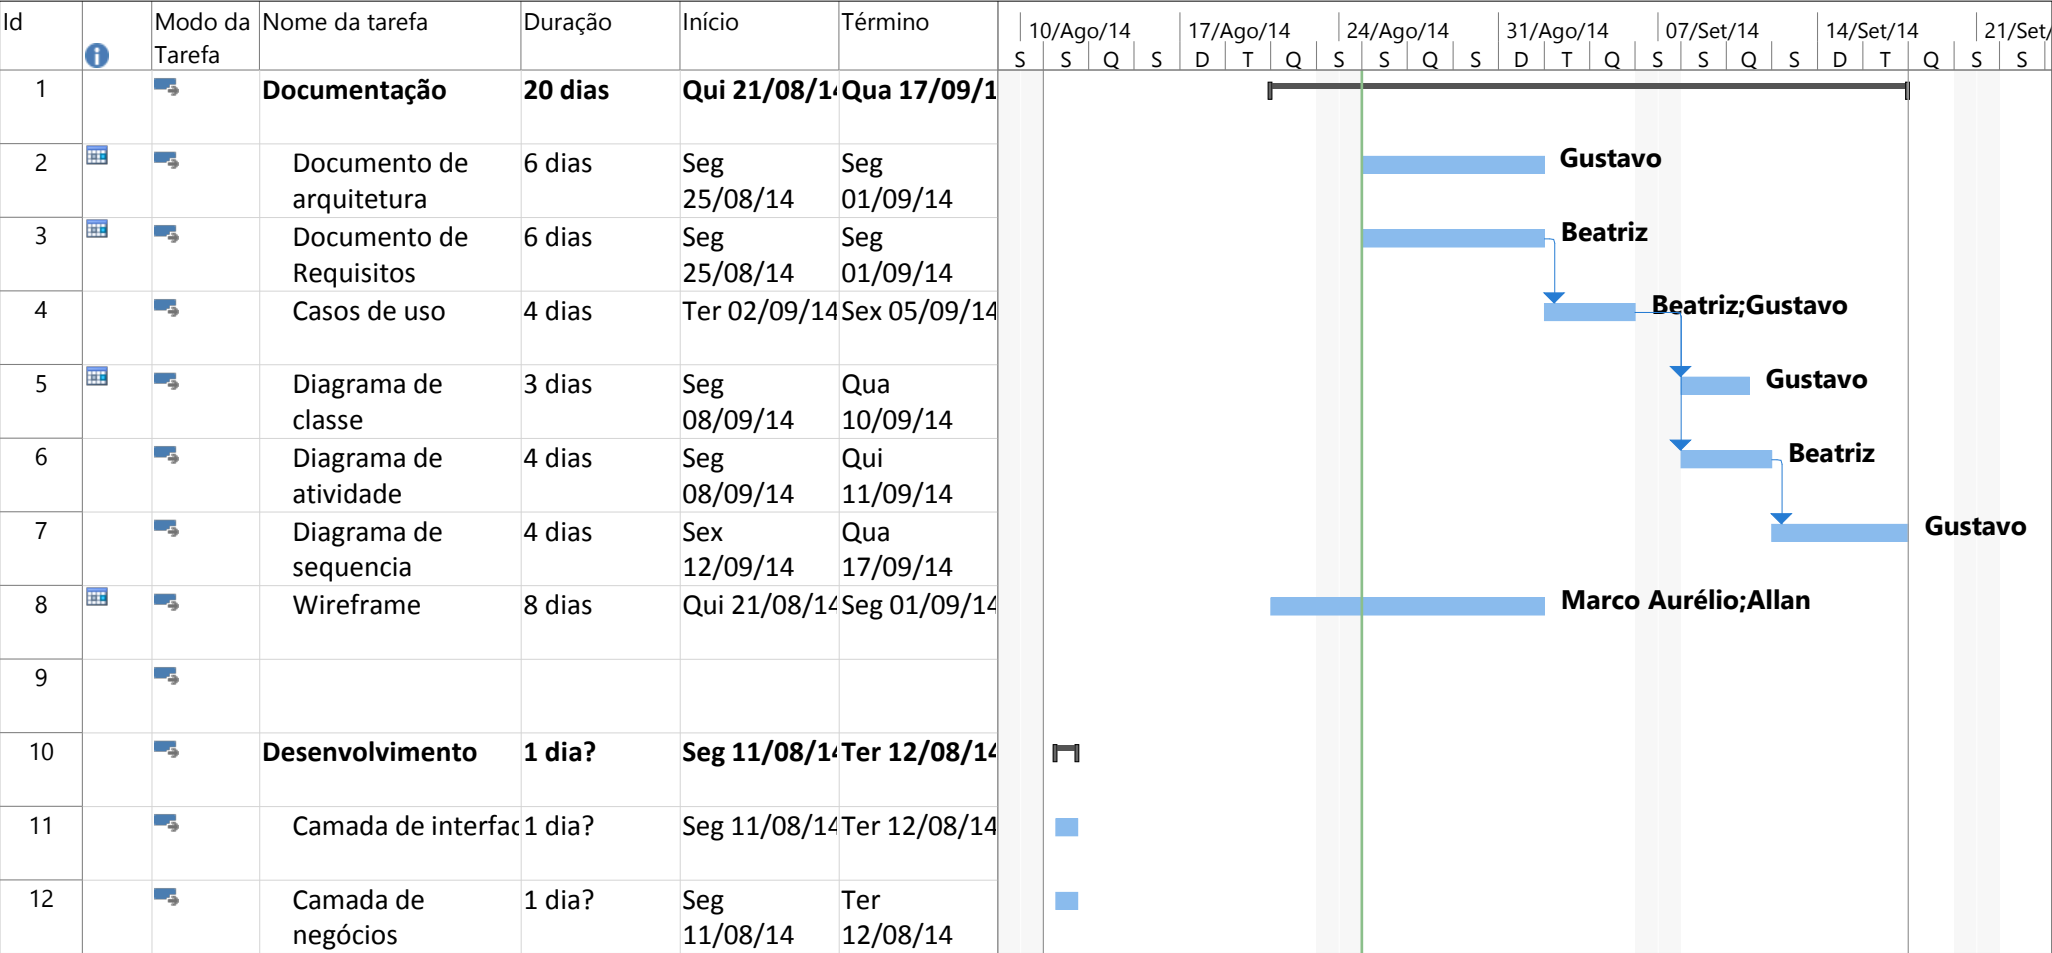 Id Modo da Tarefa Nome da tarefa Duração Início Término
10/Ago/14 17/Ago/14 24/Ago/14 31/Ago/14 07/Set/14 14/Set/14 21/Set/
S S Q S D T Q S S Q S D T Q S S Q S D T Q S S
1 Documentação 20 dias Qui 21/08/14 Qua 17/09/1
2 Documento de arquitetura 6 dias Seg 25/08/14 Seg 01/09/14 Gustavo
3 Documento de Requisitos 6 dias Seg 25/08/14 Seg 01/09/14 Beatriz
4 Casos de uso 4 dias Ter 02/09/14 Sex 05/09/14 Beatriz;Gustavo
5 Diagrama de classe 3 dias Seg 08/09/14 Qua 10/09/14 Gustavo
6 Diagrama de atividade 4 dias Seg 08/09/14 Qui 11/09/14 Beatriz
7 Diagrama de sequencia 4 dias Sex 12/09/14 Qua 17/09/14 Gustavo
8 Wireframe 8 dias Qui 21/08/14 Seg 01/09/14 Marco Aurélio;Allan
9
10 Desenvolvimento 1 dia? Seg 11/08/14 Ter 12/08/14
11 Camada de interfac 1 dia? Seg 11/08/14 Ter 12/08/14
12 Camada de negócios 1 dia? Seg 11/08/14 Ter 12/08/14